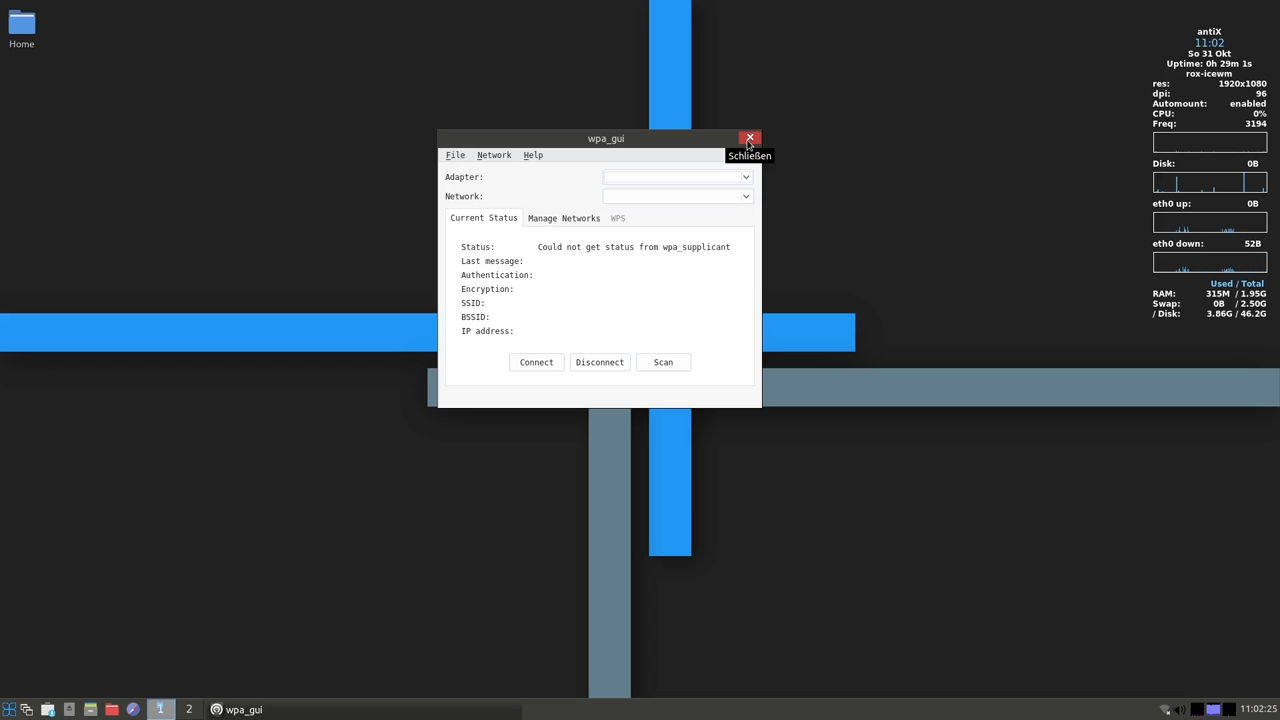 Home
antiX
11:02
So 31 Okt
Uptime: 0h 29m 1s
rox-icewm
res: 1920x1080
dpi: 96
Automount: enabled
CPU: 0%
Freq: 3194
Disk: 0B
eth0 up: 0B
eth0 down: 52B
Used / Total
RAM: 315M / 1.95G
Swap: 0B / 2.50G
/ Disk: 3.86G / 46.2G
wpa_gui
Schließen
File Network Help
Adapter:
Network:
Current Status Manage Networks WPS
Status: Could not get status from wpa_supplicant
Last message:
Authentication:
Encryption:
SSID:
BSSID:
IP address:
Connect Disconnect Scan
1 2 wpa_gui 11:02:25